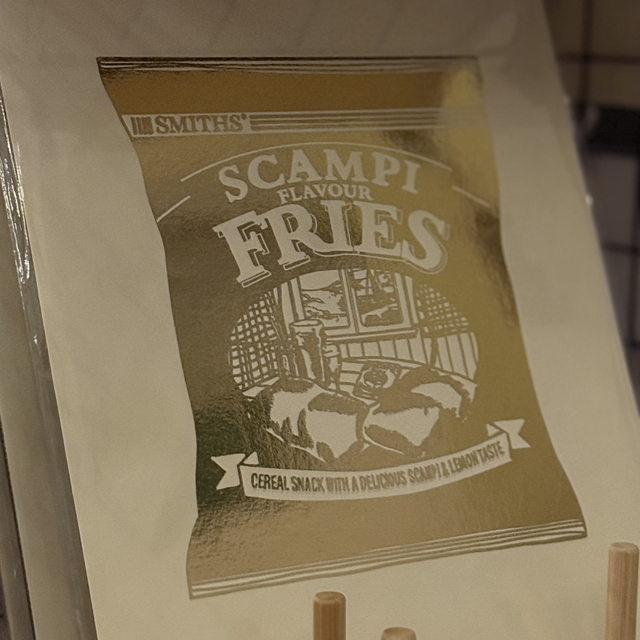 SMITHS®
SCAMPI
FLAVOUR
FRIES
CEREAL SNACK WITH A DELICIOUS SCAMPI & LEMON TASTE